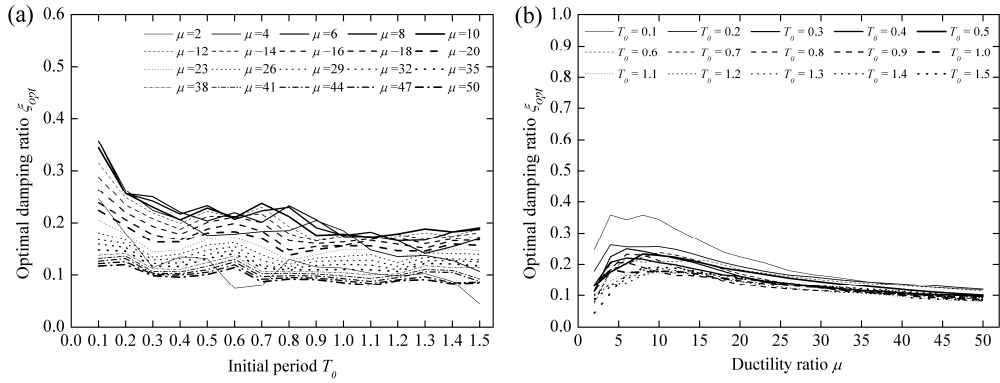 (a)
0.6
0.5
0.4
0.3
0.2
0.1
0.0
Optimal damping ratio ξopt
μ=2 μ=4 μ=6 μ=8 μ=10
μ−12 μ−14 μ−16 μ−18 μ−20
μ=23 μ=26 μ=29 μ=32 μ=35
μ=38 μ=41 μ=44 μ=47 μ=50
0.0 0.1 0.2 0.3 0.4 0.5 0.6 0.7 0.8 0.9 1.0 1.1 1.2 1.3 1.4 1.5
Initial period T0
(b)
1.0
0.9
0.8
0.7
0.6
0.5
0.4
0.3
0.2
0.1
0.0
Optimal damping ratio ξopt
T0 = 0.1 T0 = 0.2 T0 = 0.3 T0 = 0.4 T0 = 0.5
T0 = 0.6 T0 = 0.7 T0 = 0.8 T0 = 0.9 T0 = 1.0
T0 = 1.1 T0 = 1.2 T0 = 1.3 T0 = 1.4 T0 = 1.5
0 5 10 15 20 25 30 35 40 45 50
Ductility ratio μ